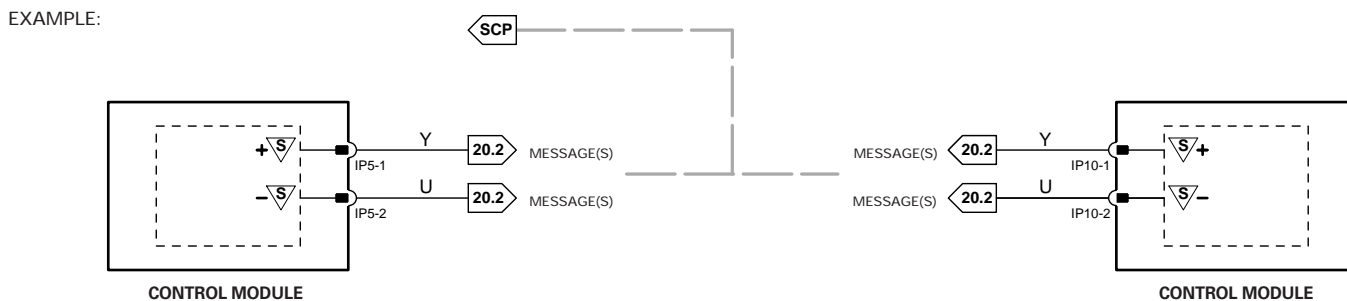 EXAMPLE:
SCP
+ S Y 20.2 MESSAGE(S) MESSAGE(S) 20.2 Y S +
IP5-1 IP10-1
– S U 20.2 MESSAGE(S) MESSAGE(S) 20.2 U S –
IP5-2 IP10-2
CONTROL MODULE CONTROL MODULE